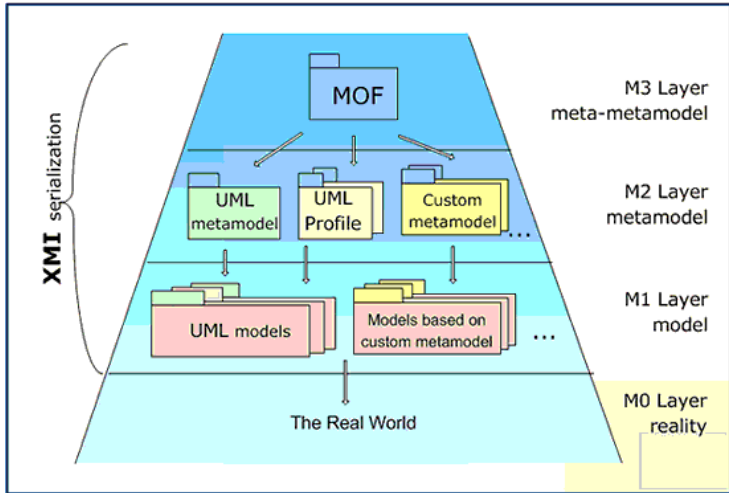 XMI serialization
MOF
M3 Layer
meta-metamodel
UML
metamodel
UML
Profile
Custom
metamodel
...
M2 Layer
metamodel
UML models
Models based on
custom metamodel
...
M1 Layer
model
The Real World
M0 Layer
reality